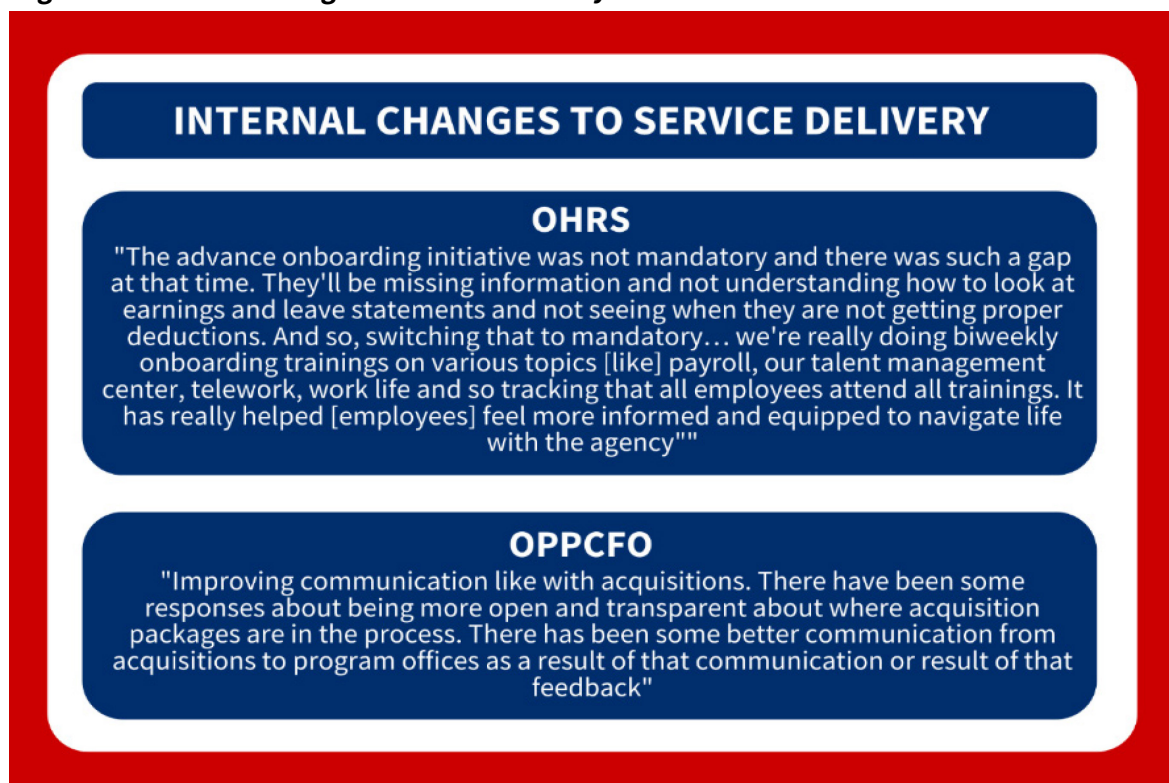 INTERNAL CHANGES TO SERVICE DELIVERY
OHRS
"The advance onboarding initiative was not mandatory and there was such a gap
at that time. They'll be missing information and not understanding how to look at
earnings and leave statements and not seeing when they are not getting proper
deductions. And so, switching that to mandatory… we're really doing biweekly
onboarding trainings on various topics [like] payroll, our talent management
center, telework, work life and so tracking that all employees attend all trainings. It
has really helped [employees] feel more informed and equipped to navigate life
with the agency""
OPPCFO
"Improving communication like with acquisitions. There have been some
responses about being more open and transparent about where acquisition
packages are in the process. There has been some better communication from
acquisitions to program offices as a result of that communication or result of that
feedback"